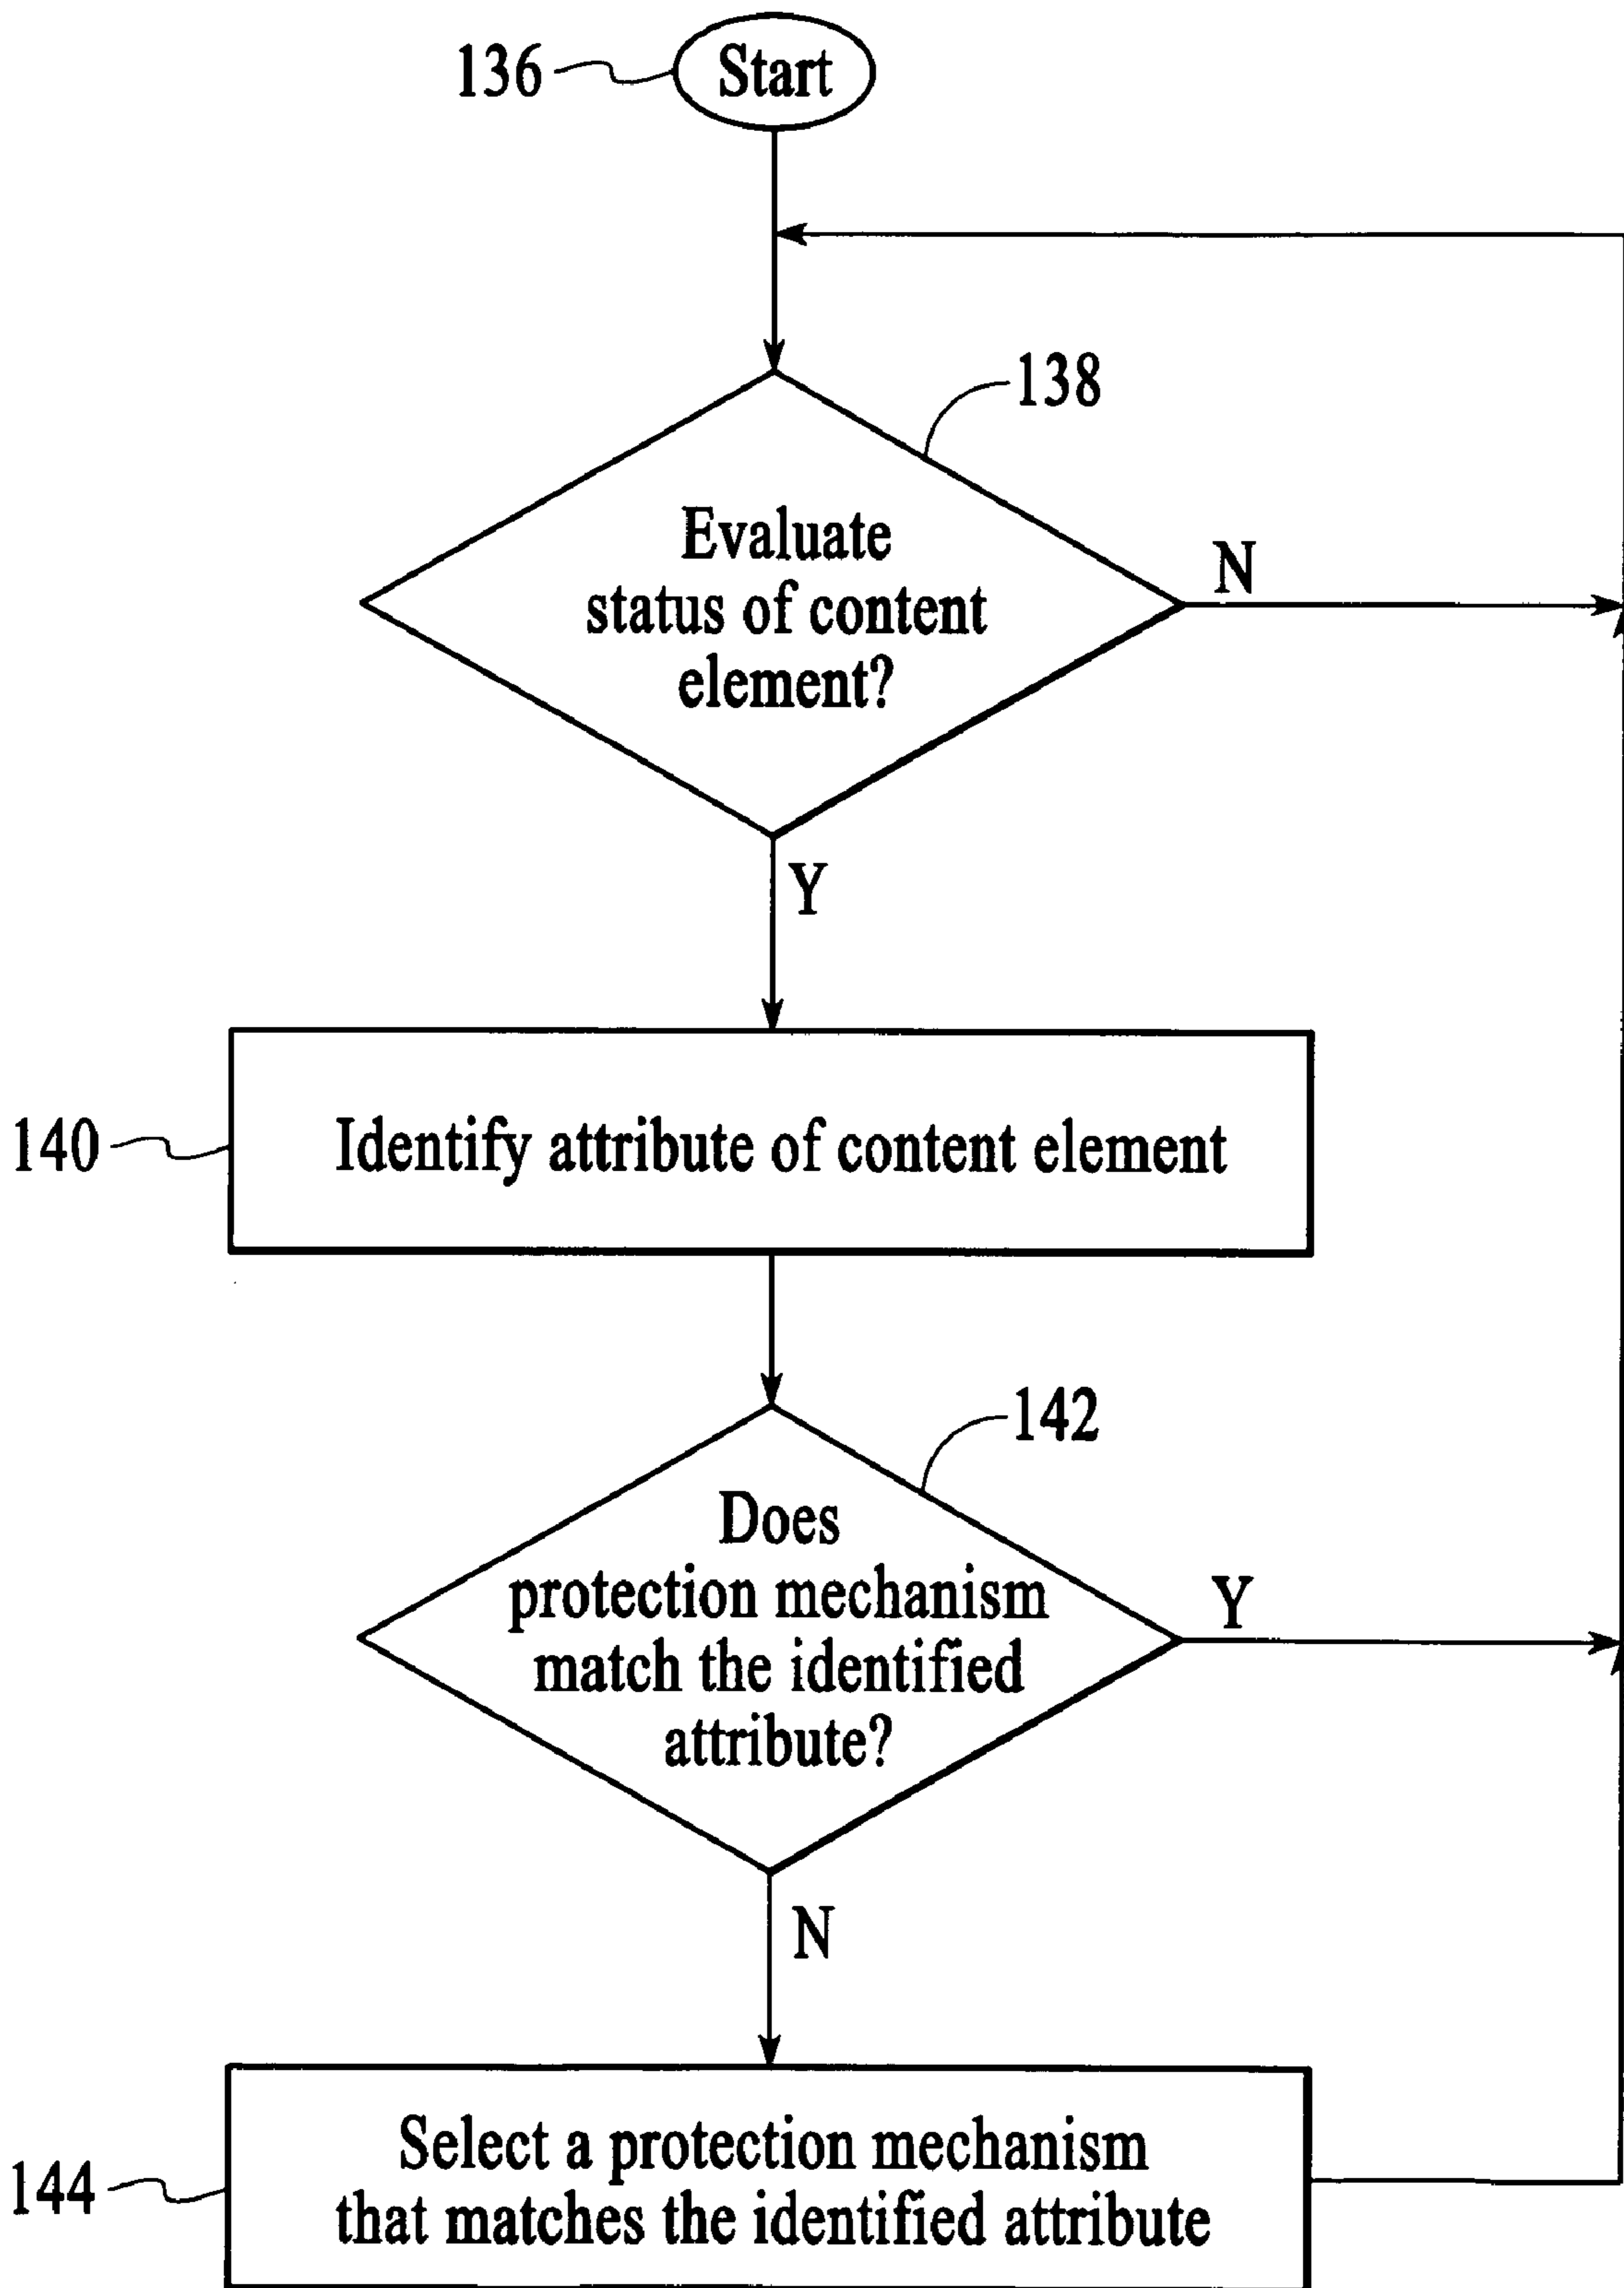 136
Start
138
Evaluate
status of content
element?
N
Y
140
Identify attribute of content element
142
Does
protection mechanism
match the identified
attribute?
Y
N
144
Select a protection mechanism
that matches the identified attribute